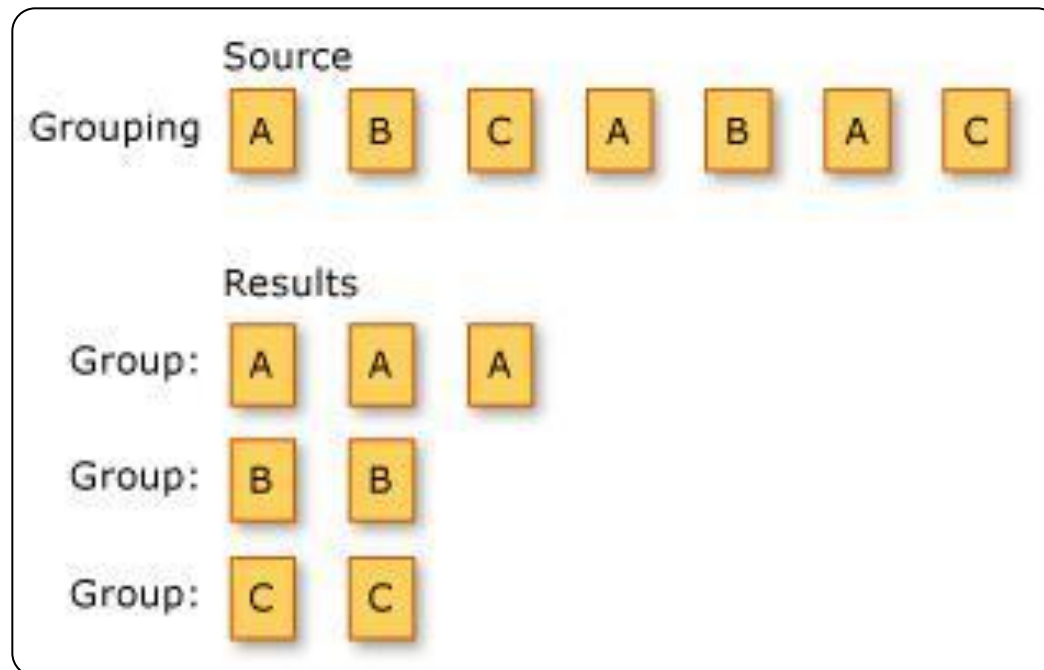 Source
Grouping A B C A B A C
Results
Group: A A A
Group: B B
Group: C C